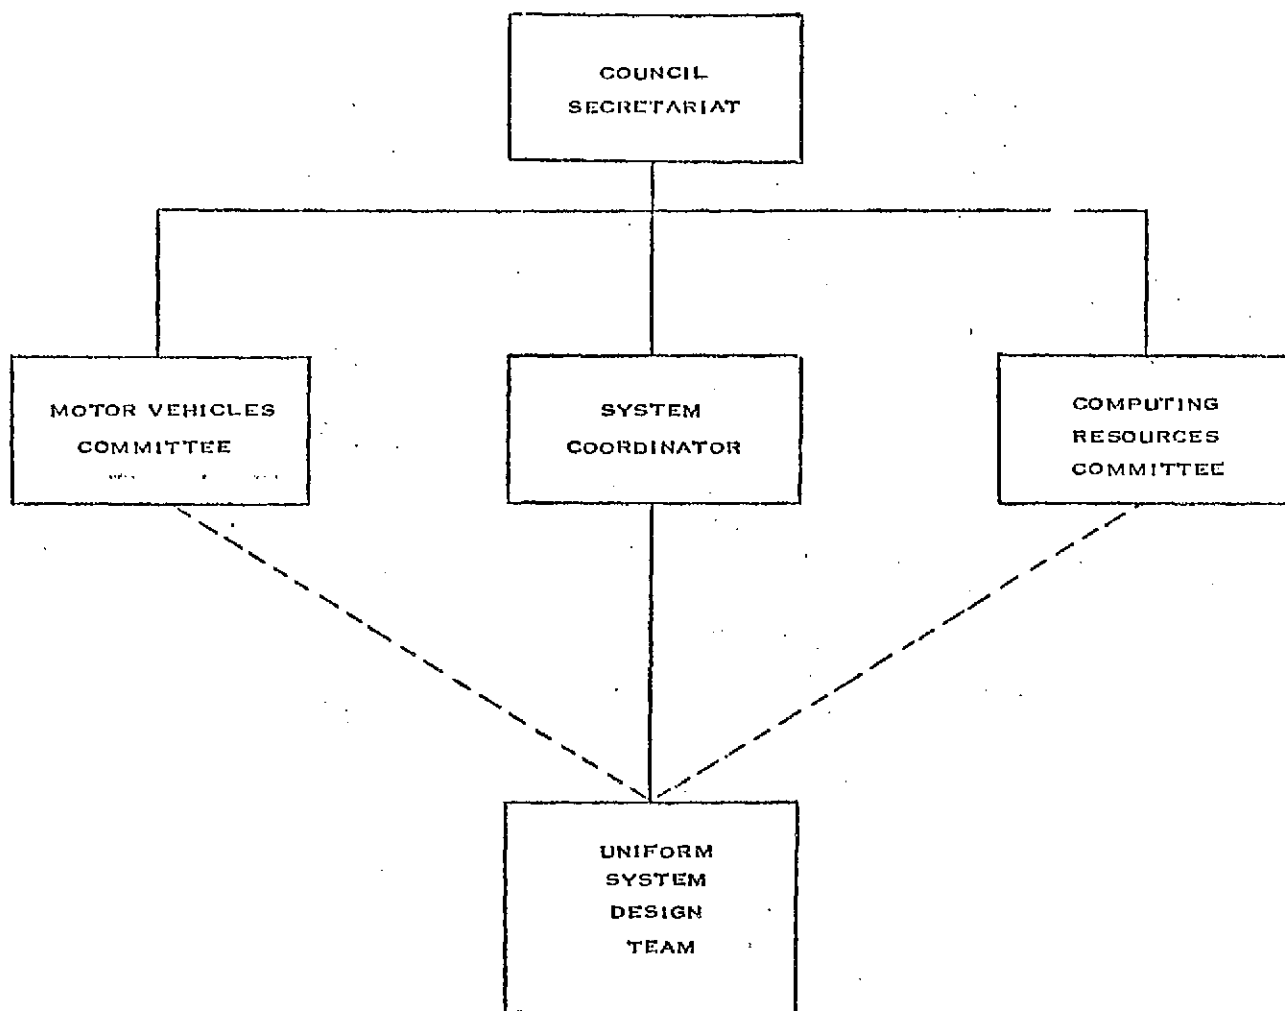 COUNCIL
SECRETARIAT
MOTOR VEHICLES
COMMITTEE
SYSTEM
COORDINATOR
COMPUTING
RESOURCES
COMMITTEE
UNIFORM
SYSTEM
DESIGN
TEAM